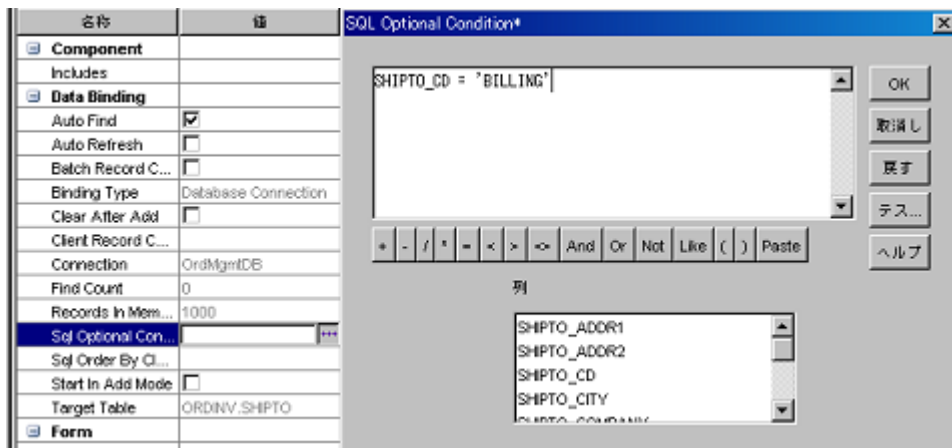 名称 値
Component
Includes
Data Binding
Auto Find
Auto Refresh
Batch Record C...
Binding Type Database Connection
Clear After Add
Client Record C...
Connection OrdMgmtDB
Find Count 0
Records In Mem... 1000
Sql Optional Con... ...
Sql Order By Cl...
Start In Add Mode
Target Table ORDINV.SHIPTO
Form
SQL Optional Condition*
SHIPTO_CD = 'BILLING'
OK
取消し
戻す
テス...
ヘルプ
+ - / * = < > <> And Or Not Like ( ) Paste
列
SHIPTO_ADDR1
SHIPTO_ADDR2
SHIPTO_CD
SHIPTO_CITY
SHIPTO_COMPANY